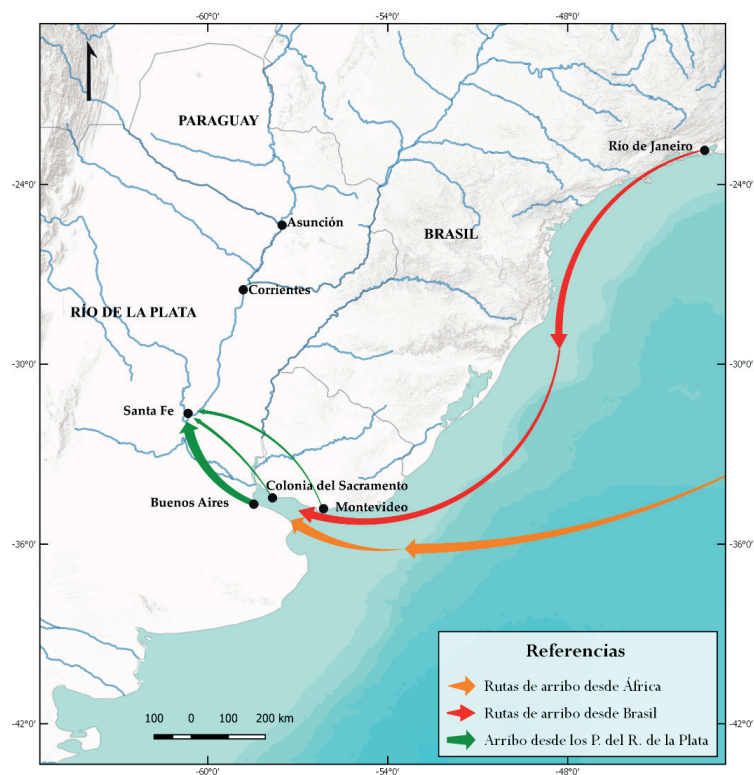 -60°0'
-54°0'
-48°0'
PARAGUAY
Río de Janeiro
-24°0'
-24°0'
Asunción
BRASIL
Corrientes
RÍO DE LA PLATA
-30°0'
-30°0'
Santa Fe
Colonia del Sacramento
Buenos Aires
Montevideo
-36°0'
-36°0'
Referencias
Rutas de arribo desde África
Rutas de arribo desde Brasil
Arribo desde los P. del R. de la Plata
-42°0'
-42°0'
100 0 100 200 km
-60°0'
-54°0'
-48°0'